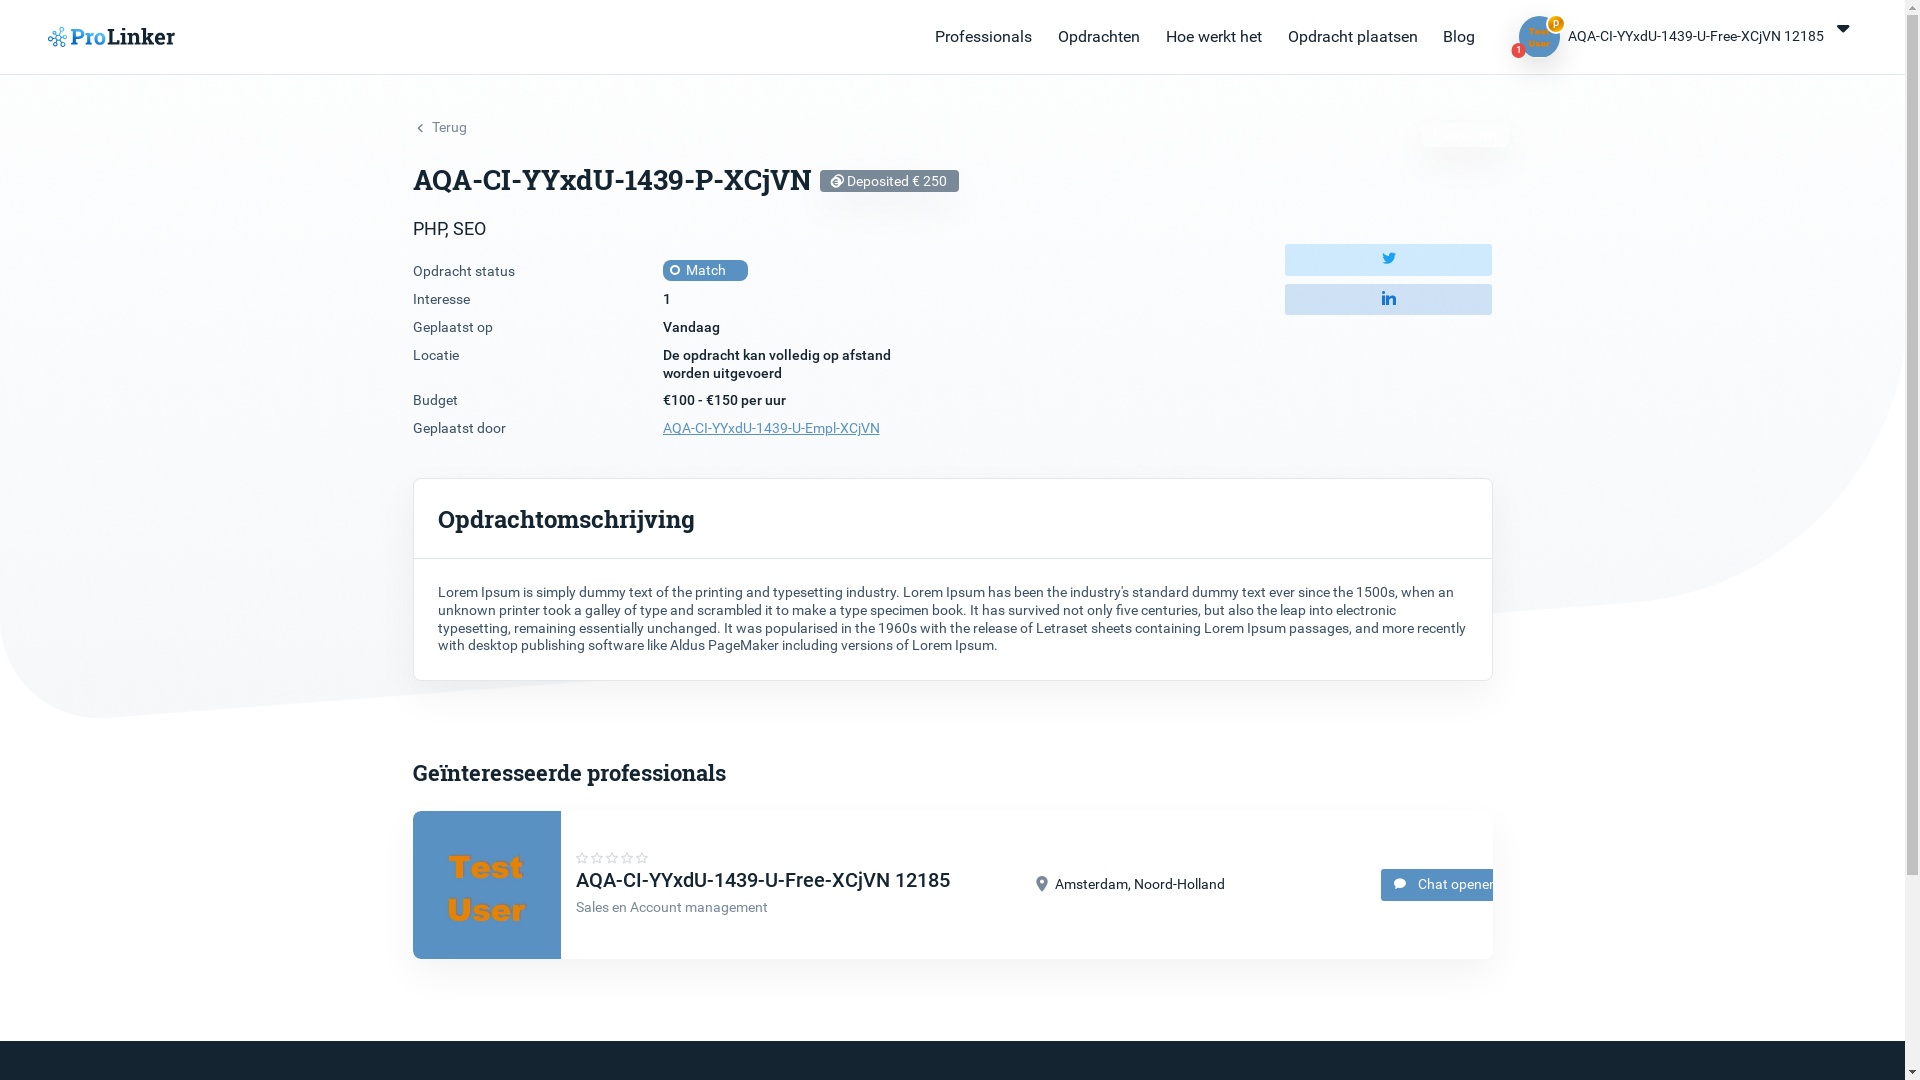 ProLinker
Professionals Opdrachten Hoe werkt het Opdracht plaatsen Blog
P
Test
User
1
AQA-CI-YYxdU-1439-U-Free-XCjVN 12185
Terug
AQA-CI-YYxdU-1439-P-XCjVN Deposited € 250
PHP, SEO
Opdracht status Match
Interesse 1
Geplaatst op Vandaag
Locatie De opdracht kan volledig op afstand
worden uitgevoerd
Budget €100 - €150 per uur
Geplaatst door AQA-CI-YYxdU-1439-U-Empl-XCjVN
in
Opdrachtomschrijving
Lorem Ipsum is simply dummy text of the printing and typesetting industry. Lorem Ipsum has been the industry's standard dummy text ever since the 1500s, when an
unknown printer took a galley of type and scrambled it to make a type specimen book. It has survived not only five centuries, but also the leap into electronic
typesetting, remaining essentially unchanged. It was popularised in the 1960s with the release of Letraset sheets containing Lorem Ipsum passages, and more recently
with desktop publishing software like Aldus PageMaker including versions of Lorem Ipsum.
Geïnteresseerde professionals
Test
User
AQA-CI-YYxdU-1439-U-Free-XCjVN 12185
Sales en Account management
Amsterdam, Noord-Holland
Chat openen